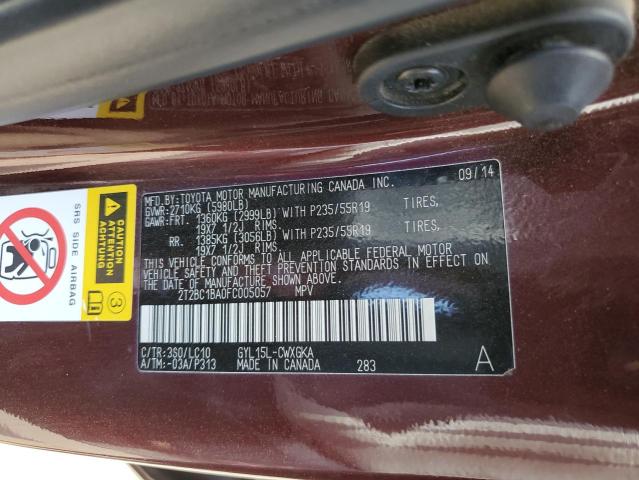 MFD.BY:TOYOTA MOTOR MANUFACTURING CANADA INC. 09/14
GVWR:2710KG (5980LB)
GAWR:FRT. 1360KG (2999LB) WITH P235/55R19 TIRES,
19X7 1/2J RIMS.
RR. 1385KG (3056LB) WITH P235/55R19 TIRES,
19X7 1/2J RIMS.
THIS VEHICLE CONFORMS TO ALL APPLICABLE FEDERAL MOTOR
VEHICLE SAFETY AND THEFT PREVENTION STANDARDS IN EFFECT ON
THE DATE OF MANUFACTURE SHOWN ABOVE.
2T2BC1BA0FC005057 MPV
C/TR:3S0/LC10 GYL15L-CWXGKA
A/TM:-03A/P313 MADE IN CANADA 283 A
SRS SIDE AIRBAG
CAUTION
ATTENTION
ACHTUNG
3